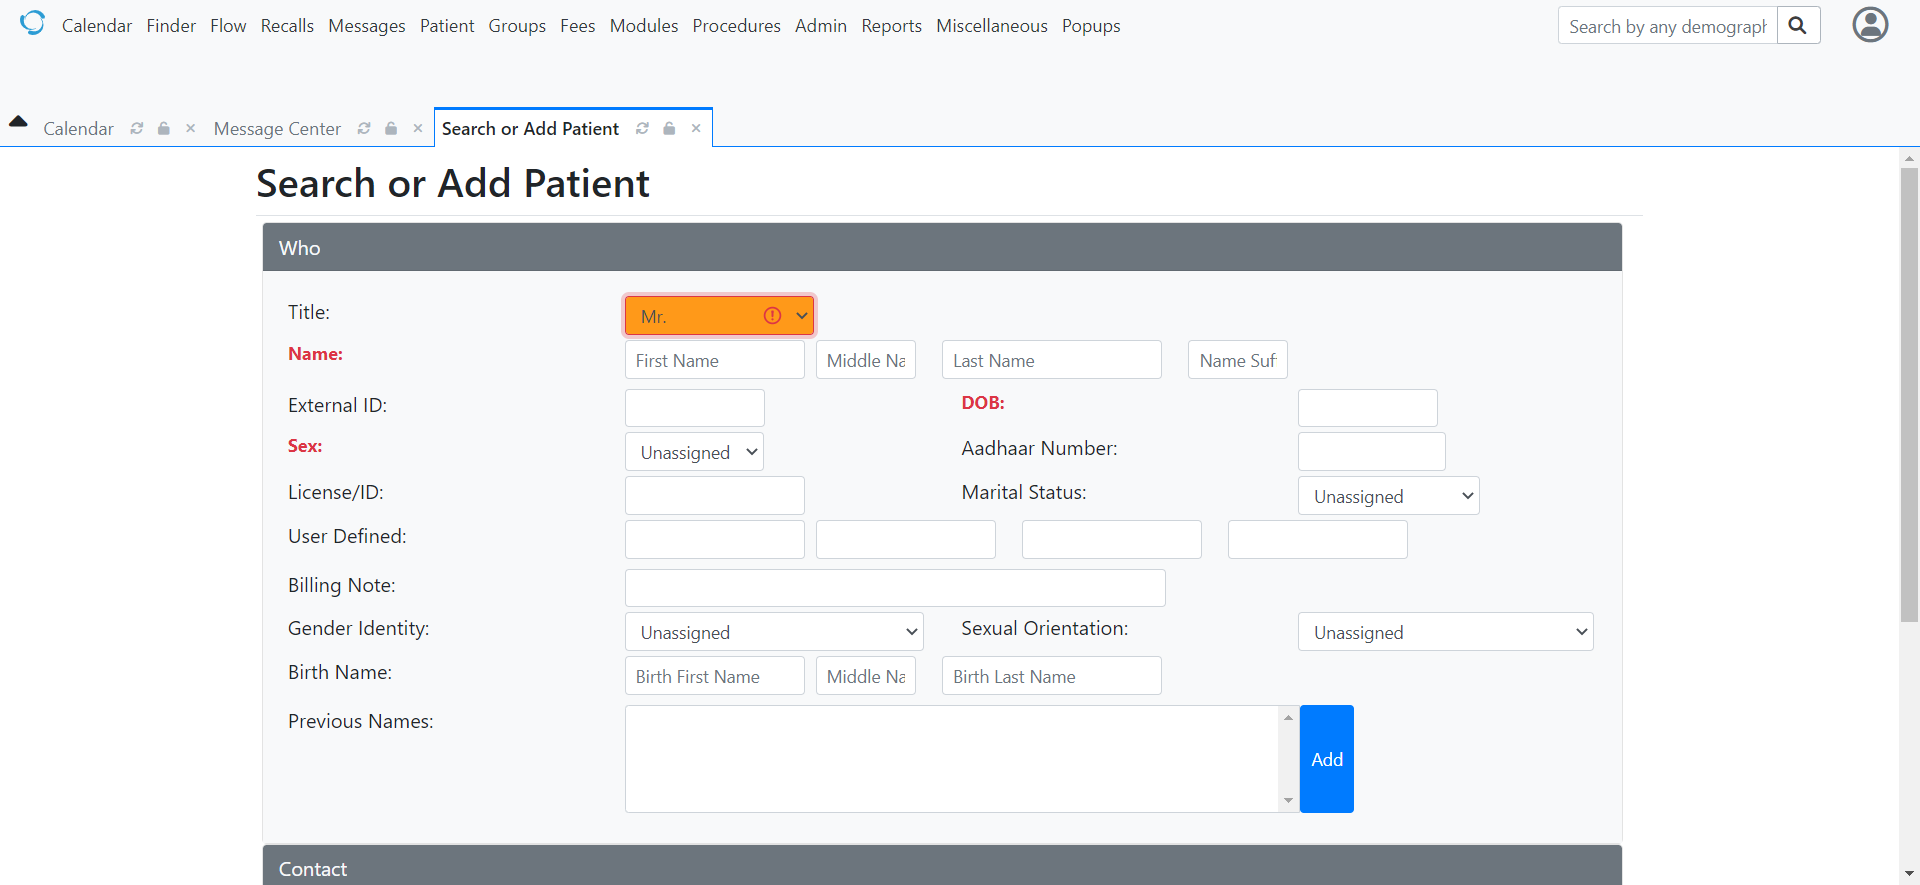 Calendar Finder Flow Recalls Messages Patient Groups Fees Modules Procedures Admin Reports Miscellaneous Popups
Search by any demograph
Calendar Message Center Search or Add Patient
Search or Add Patient
Who
Title: Mr.
Name: First Name Middle Na Last Name Name Suf
External ID: DOB:
Sex: Unassigned Aadhaar Number:
License/ID: Marital Status: Unassigned
User Defined:
Billing Note:
Gender Identity: Unassigned Sexual Orientation: Unassigned
Birth Name: Birth First Name Middle Na Birth Last Name
Previous Names:
Add
Contact